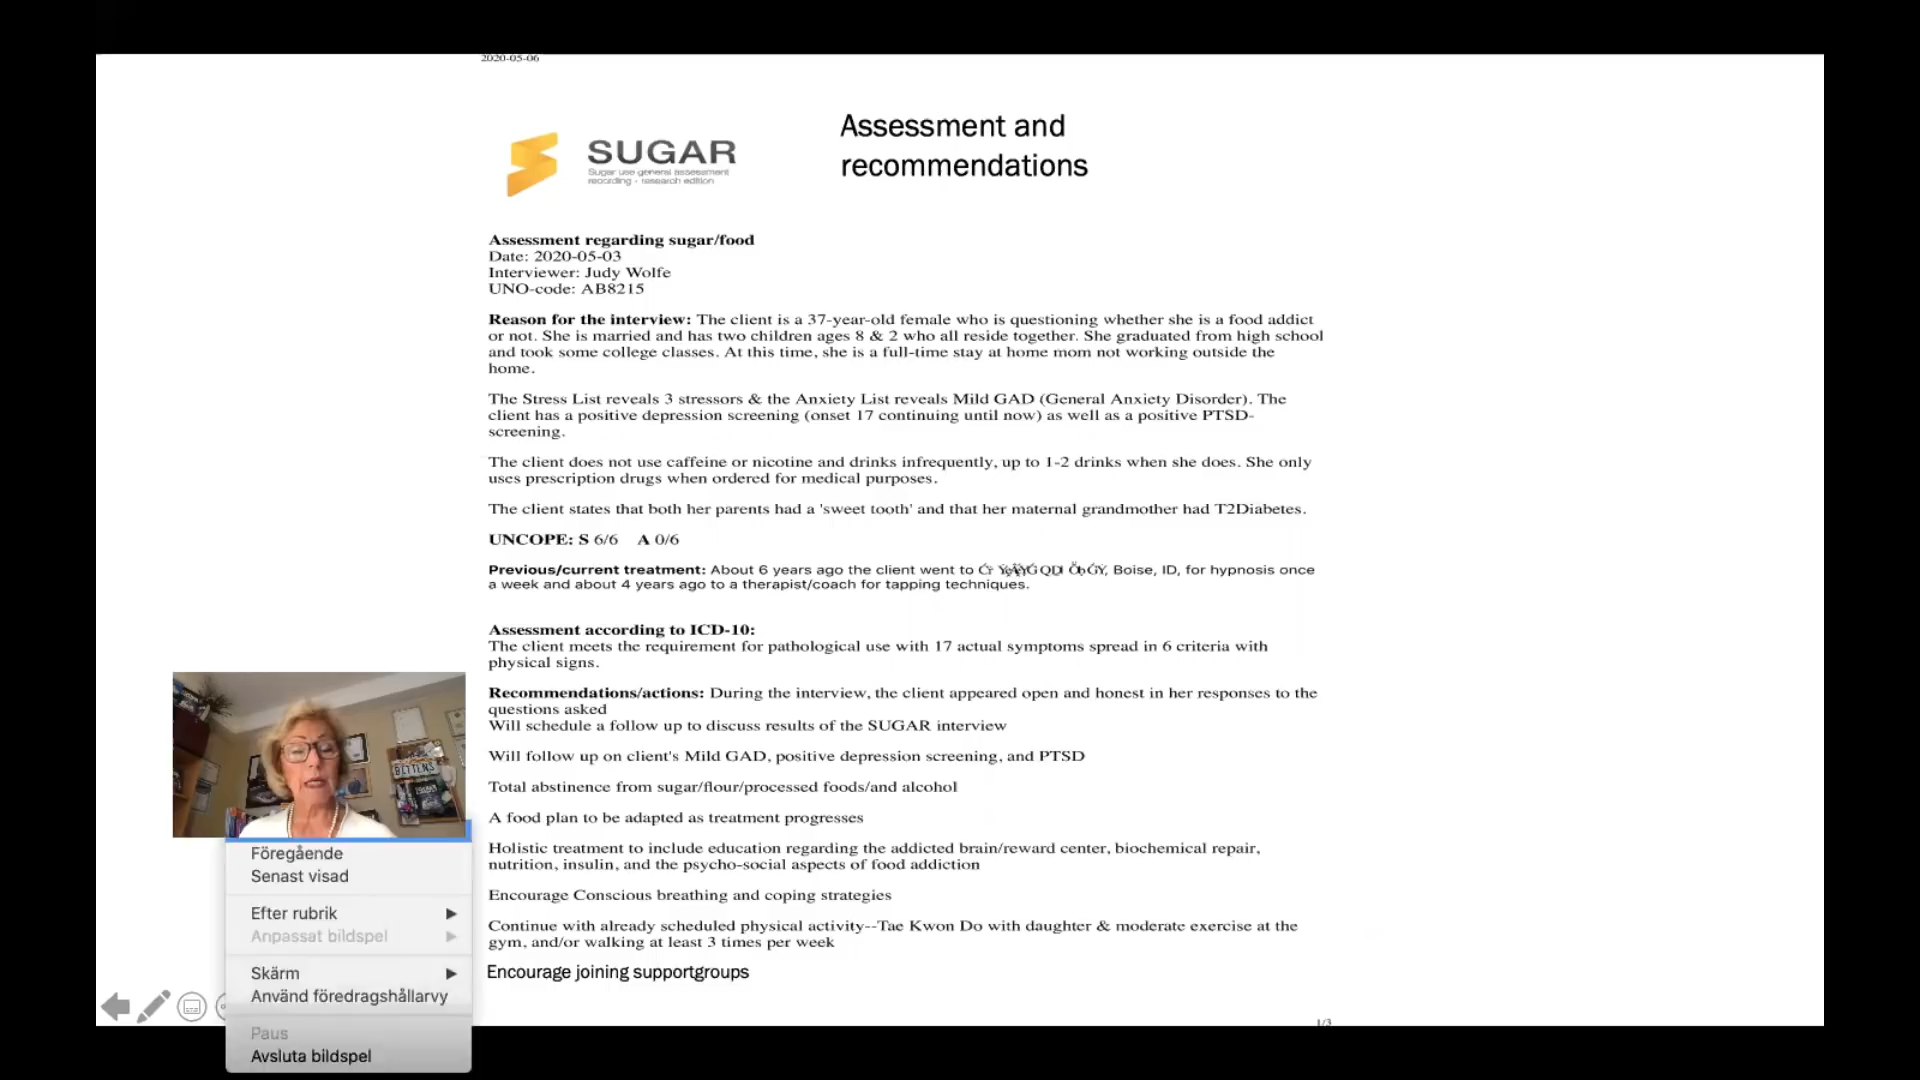 2020-05-06
Assessment and
recommendations
SUGAR
Sugar use general assessment
recording - research edition
Assessment regarding sugar/food
Date: 2020-05-03
Interviewer: Judy Wolfe
UNO-code: AB8215
Reason for the interview: The client is a 37-year-old female who is questioning whether she is a food addict
or not. She is married and has two children ages 8 & 2 who all reside together. She graduated from high school
and took some college classes. At this time, she is a full-time stay at home mom not working outside the
home.
The Stress List reveals 3 stressors & the Anxiety List reveals Mild GAD (General Anxiety Disorder). The
client has a positive depression screening (onset 17 continuing until now) as well as a positive PTSD-
screening.
The client does not use caffeine or nicotine and drinks infrequently, up to 1-2 drinks when she does. She only
uses prescription drugs when ordered for medical purposes.
The client states that both her parents had a 'sweet tooth' and that her maternal grandmother had T2Diabetes.
UNCOPE: S 6/6 A 0/6
Previous/current treatment: About 6 years ago the client went to , Boise, ID, for hypnosis once
a week and about 4 years ago to a therapist/coach for tapping techniques.
Assessment according to ICD-10:
The client meets the requirement for pathological use with 17 actual symptoms spread in 6 criteria with
physical signs.
Recommendations/actions: During the interview, the client appeared open and honest in her responses to the
questions asked
Will schedule a follow up to discuss results of the SUGAR interview
Will follow up on client's Mild GAD, positive depression screening, and PTSD
Total abstinence from sugar/flour/processed foods/and alcohol
A food plan to be adapted as treatment progresses
Holistic treatment to include education regarding the addicted brain/reward center, biochemical repair,
nutrition, insulin, and the psycho-social aspects of food addiction
Encourage Conscious breathing and coping strategies
Continue with already scheduled physical activity--Tae Kwon Do with daughter & moderate exercise at the
gym, and/or walking at least 3 times per week
Encourage joining supportgroups
1/3
BITTENS
Föregående
Senast visad
Efter rubrik
Anpassat bildspel
Skärm
Använd föredragshållarvy
Paus
Avsluta bildspel